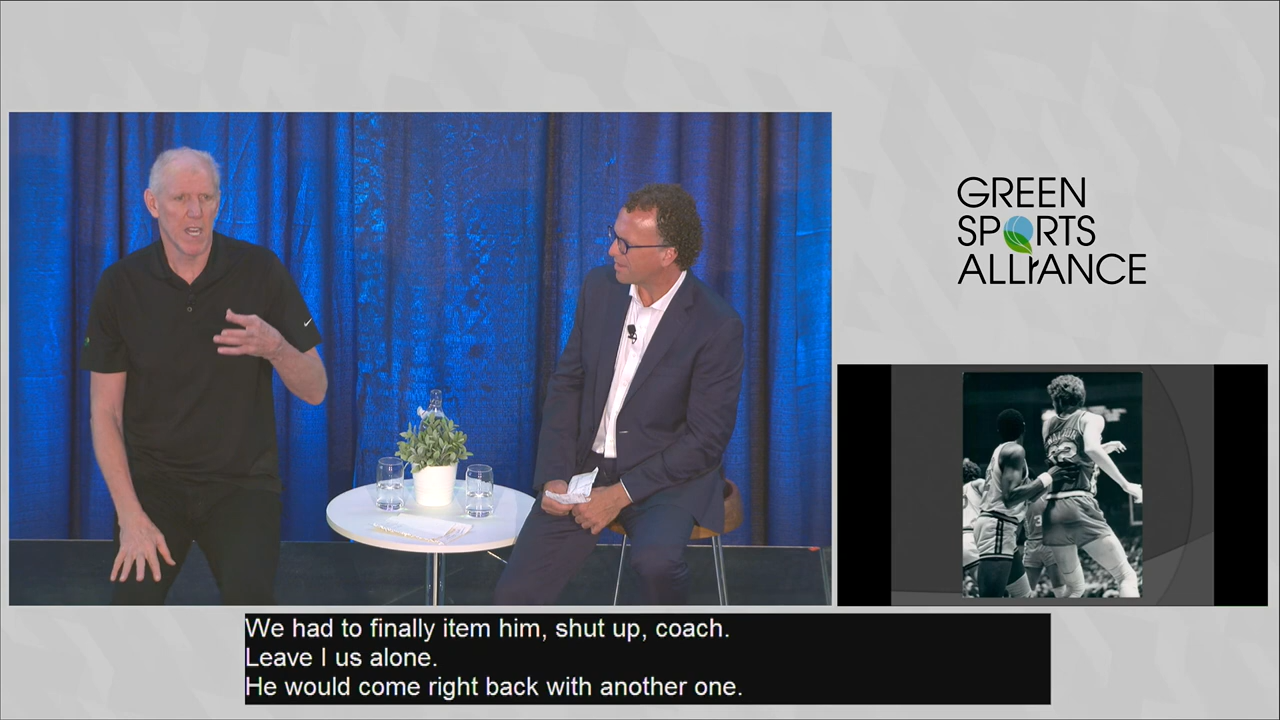 GREEN
SPORTS
ALLIANCE
We had to finally item him, shut up, coach.
Leave I us alone.
He would come right back with another one.